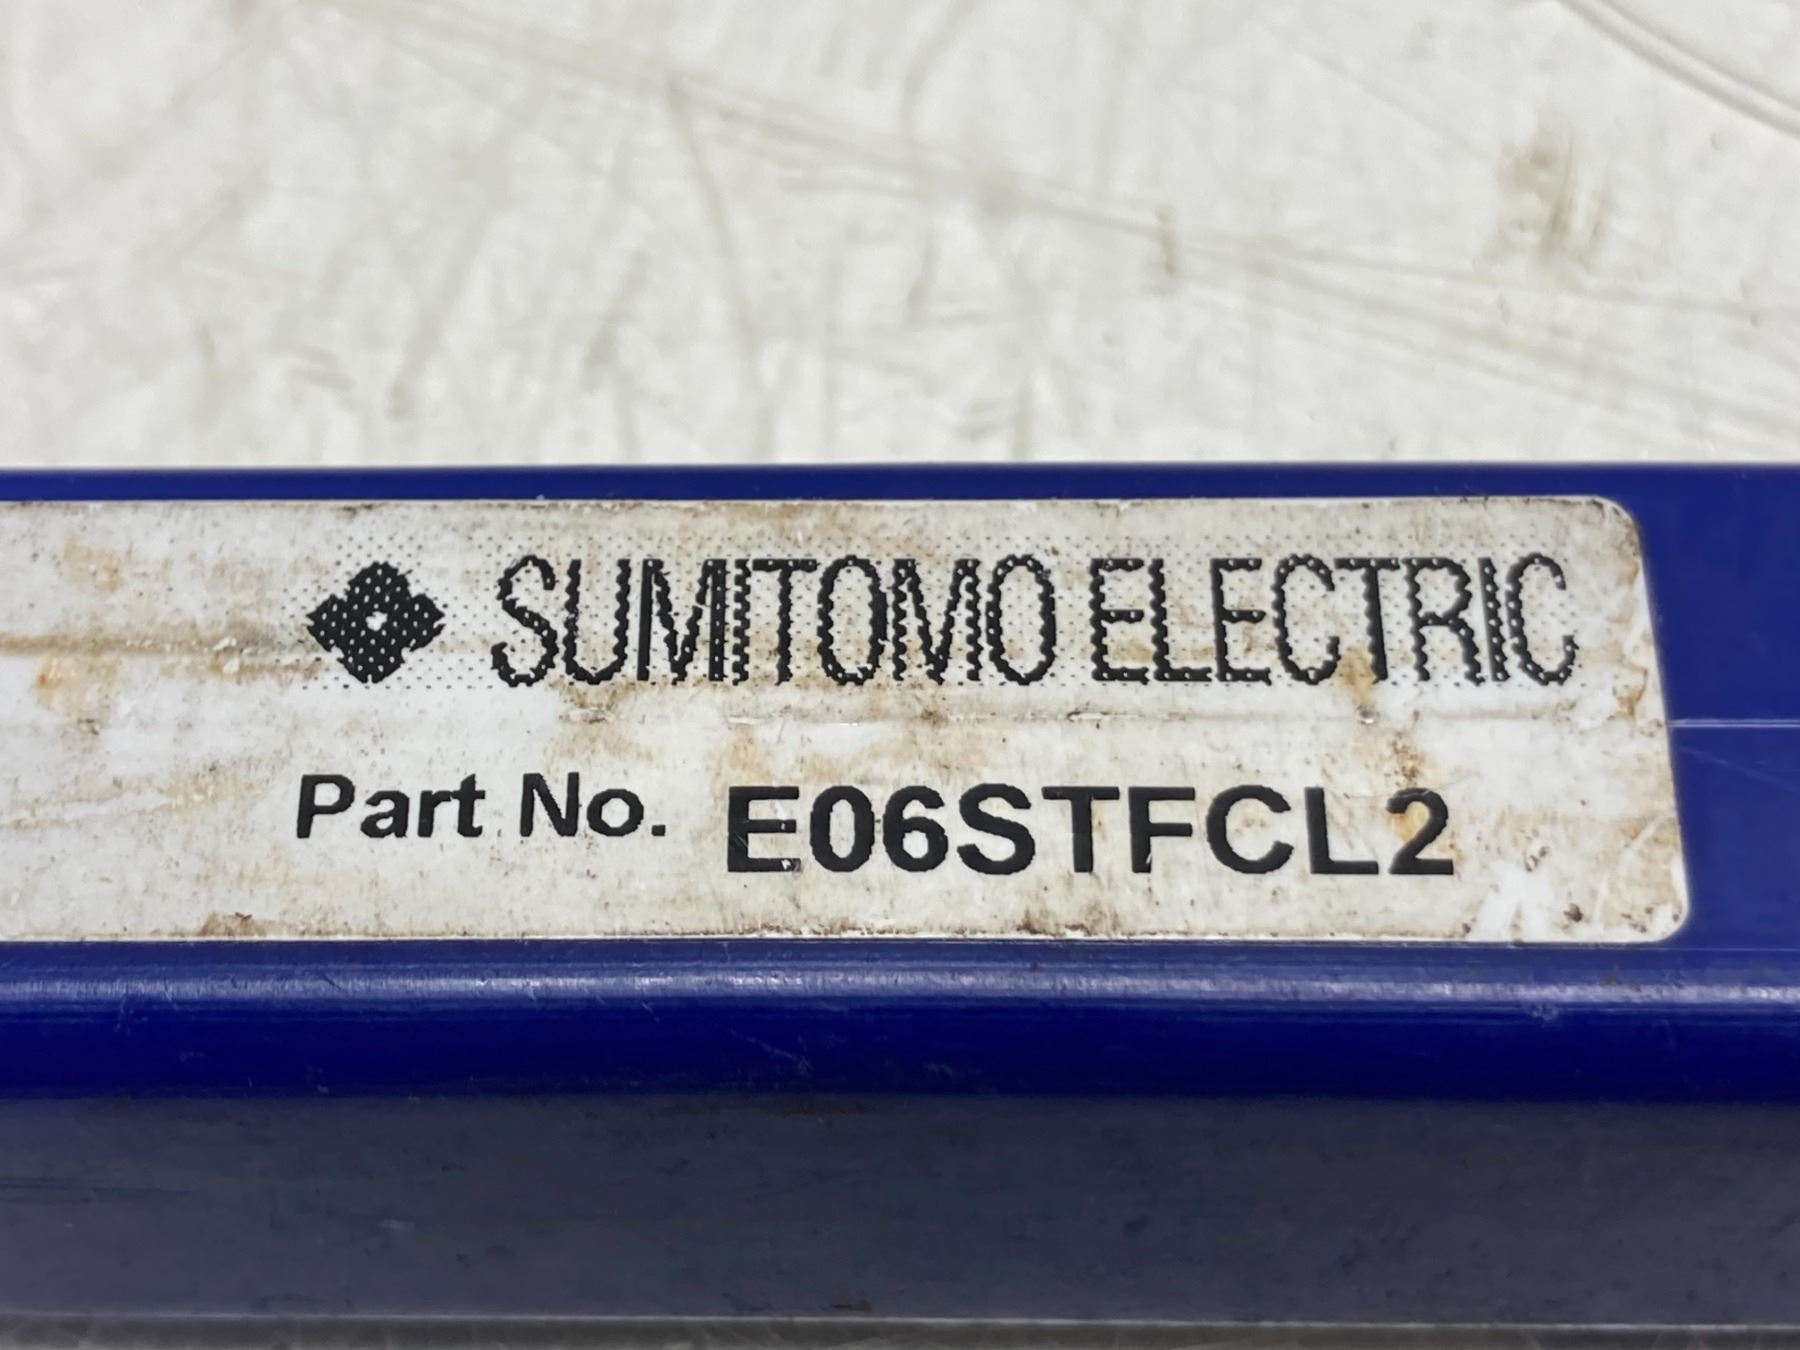 SUMITOMO ELECTRIC
Part No. E06STFCL2